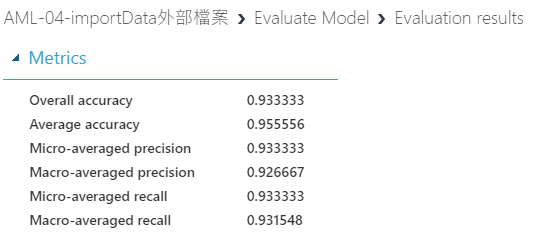 AML-04-importData外部檔案 > Evaluate Model > Evaluation results
Metrics
Overall accuracy 0.933333
Average accuracy 0.955556
Micro-averaged precision 0.933333
Macro-averaged precision 0.926667
Micro-averaged recall 0.933333
Macro-averaged recall 0.931548